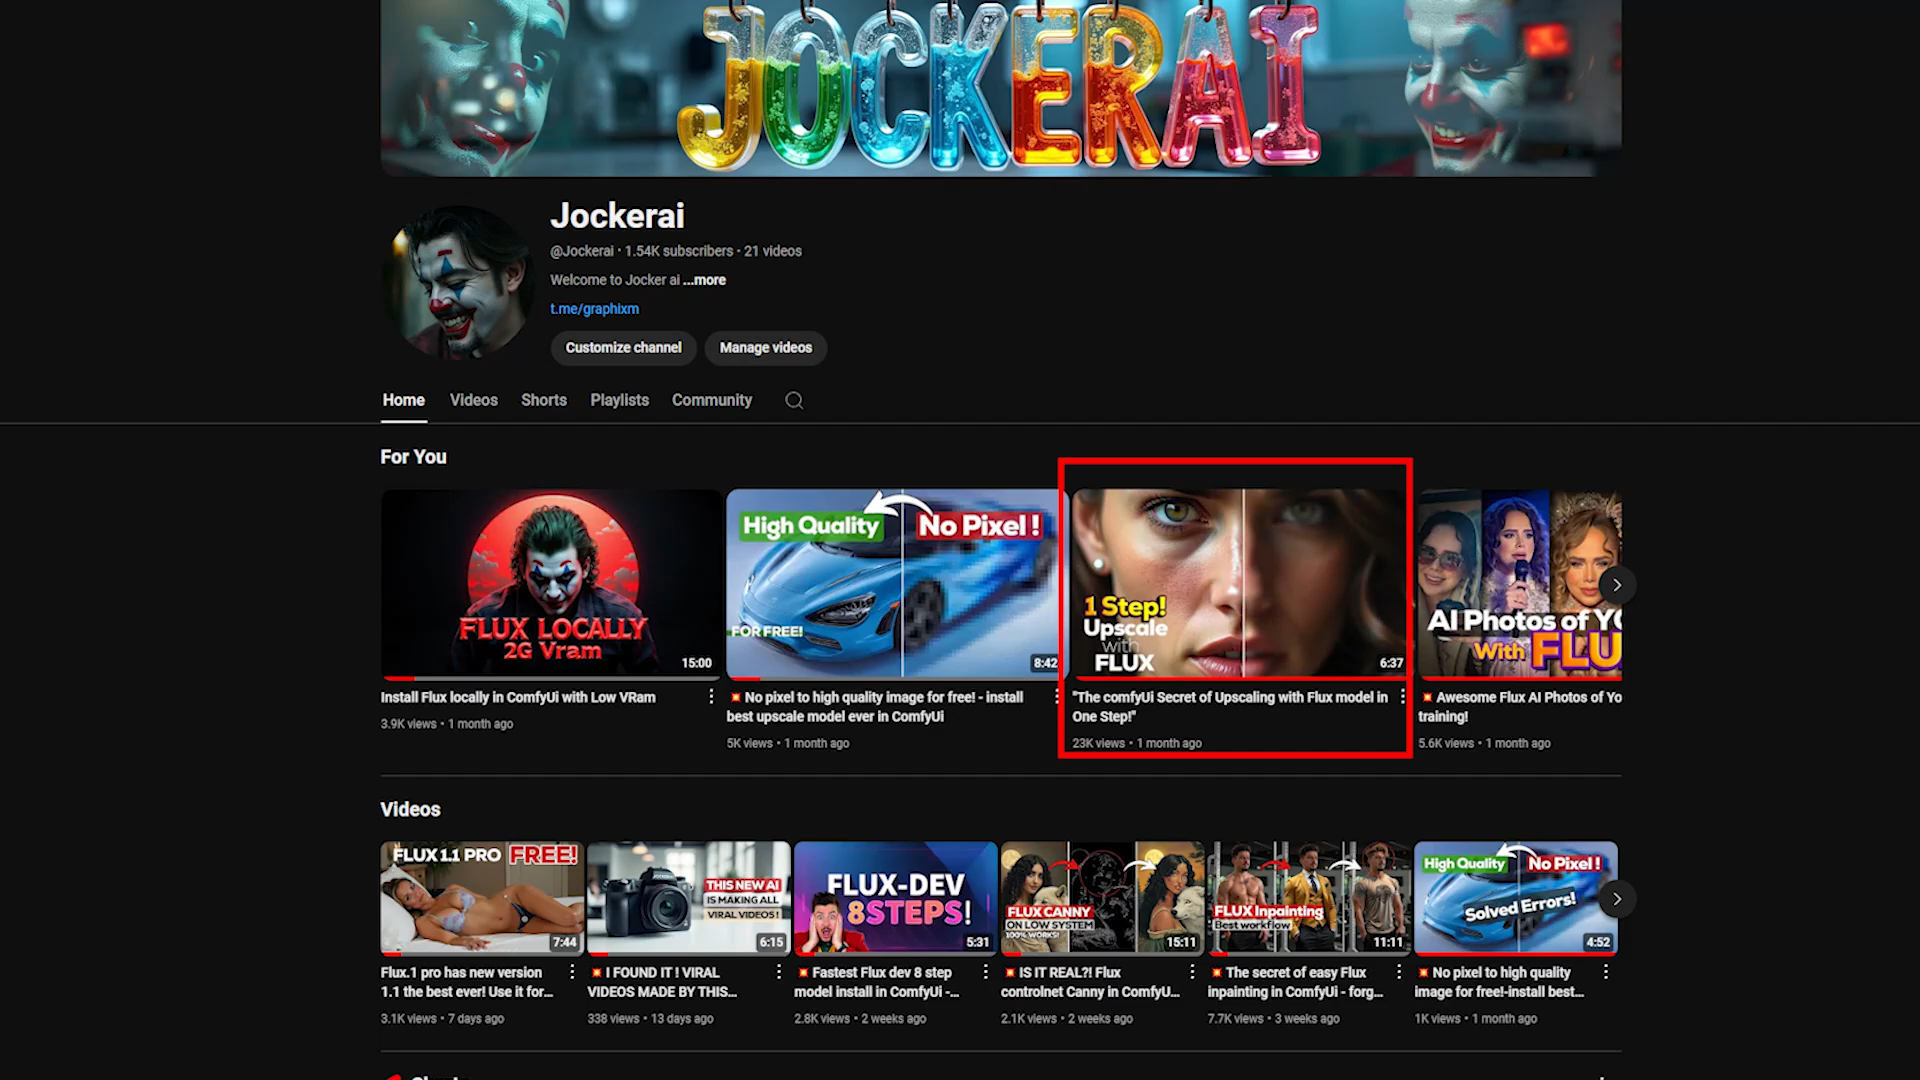 JOCKERAI
Jockerai
@Jockerai · 1.54K subscribers · 21 videos
Welcome to Jocker ai ...more
t.me/graphixm
Customize channel
Manage videos
Home
Videos
Shorts
Playlists
Community
For You
FLUX LOCALLY
2G Vram
15:00
Install Flux locally in ComfyUi with Low VRam
3.9K views • 1 month ago
High Quality
No Pixel !
FOR FREE!
8:42
💥 No pixel to high quality image for free! - install
best upscale model ever in ComfyUi
5K views • 1 month ago
1 Step!
Upscale
with
FLUX
6:37
"The comfyUi Secret of Upscaling with Flux model in
One Step!"
23K views • 1 month ago
AI Photos of YO
With FLU
💥 Awesome Flux AI Photos of Yo
training!
5.6K views • 1 month ago
Videos
FLUX 1.1 PRO FREE!
7:44
Flux.1 pro has new version
1.1 the best ever! Use it for...
3.1K views • 7 days ago
THIS NEW AI
IS MAKING ALL
VIRAL VIDEOS !
6:15
💥 I FOUND IT ! VIRAL
VIDEOS MADE BY THIS...
338 views • 13 days ago
FLUX-DEV
8STEPS!
5:31
💥 Fastest Flux dev 8 step
model install in ComfyUi -...
2.8K views • 2 weeks ago
FLUX CANNY
ON LOW SYSTEM
100% WORKS!
15:11
💥 IS IT REAL?! Flux
controlnet Canny in ComfyU...
2.1K views • 2 weeks ago
FLUX Inpainting
Best workflow
11:11
💥 The secret of easy Flux
inpainting in ComfyUi - forg...
7.7K views • 3 weeks ago
High Quality
No Pixel !
Solved Errors!
4:52
💥 No pixel to high quality
image for free!-install best...
1K views • 1 month ago